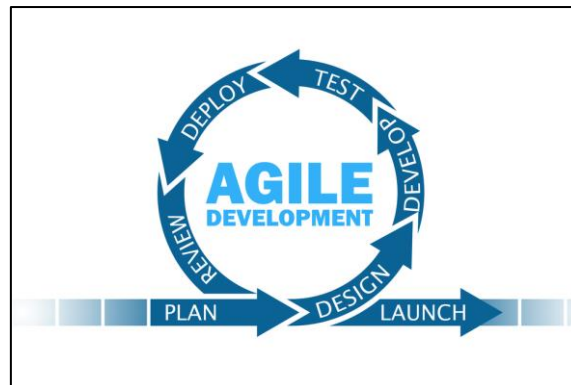 AGILE
DEVELOPMENT
PLAN
DESIGN
DEVELOP
TEST
DEPLOY
REVIEW
LAUNCH